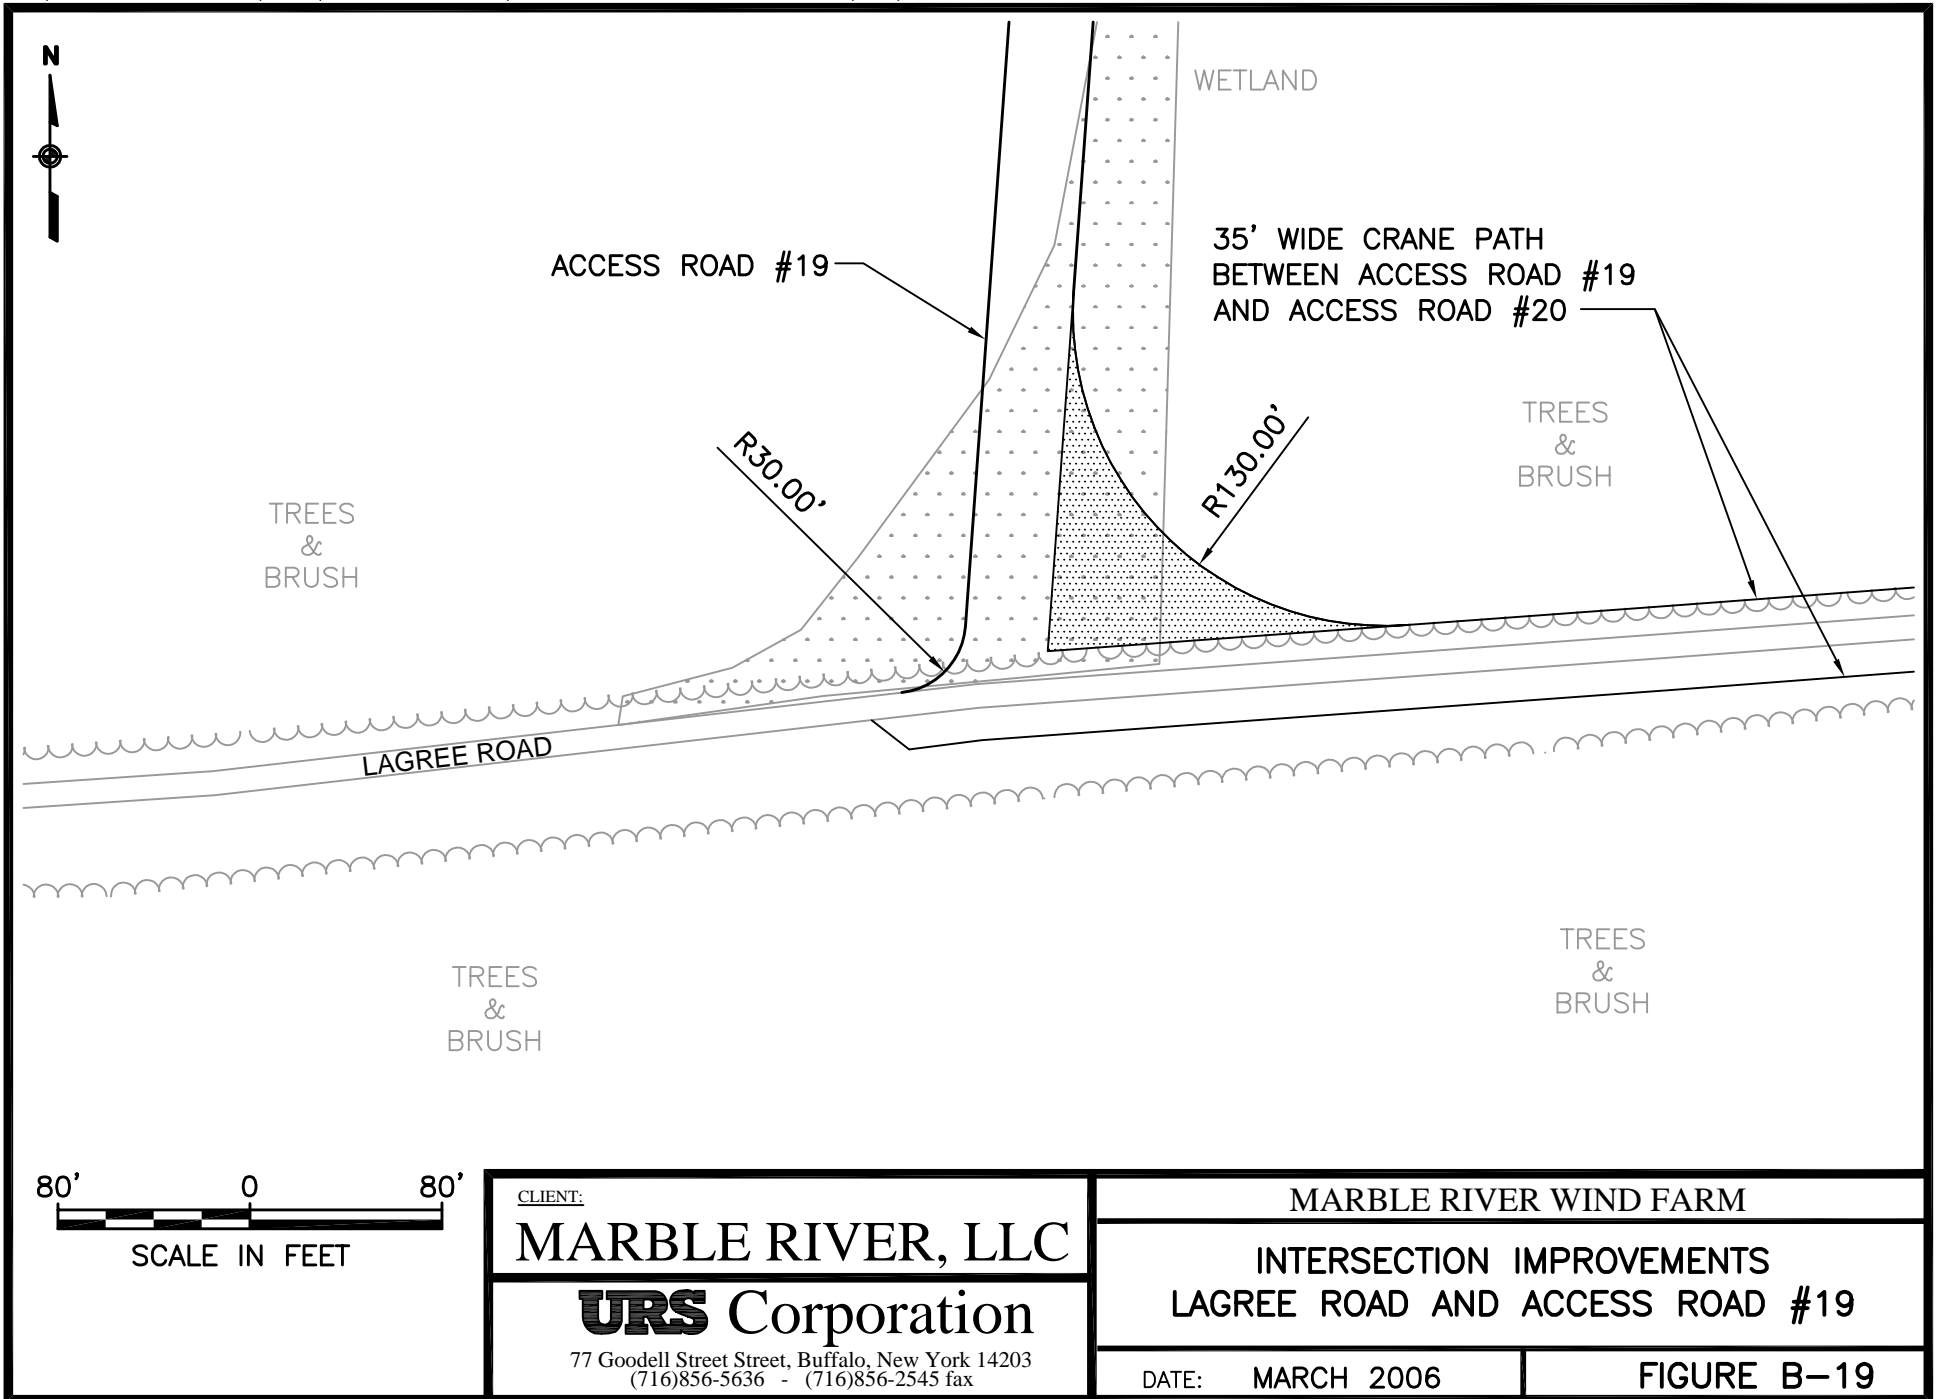 N
WETLAND
ACCESS ROAD #19
35' WIDE CRANE PATH
BETWEEN ACCESS ROAD #19
AND ACCESS ROAD #20
R30.00'
R130.00'
TREES
&
BRUSH
TREES
&
BRUSH
LAGREE ROAD
TREES
&
BRUSH
TREES
&
BRUSH
80' 0 80'
SCALE IN FEET
CLIENT:
MARBLE RIVER, LLC
URS Corporation
77 Goodell Street Street, Buffalo, New York 14203
(716)856-5636 - (716)856-2545 fax
MARBLE RIVER WIND FARM
INTERSECTION IMPROVEMENTS
LAGREE ROAD AND ACCESS ROAD #19
DATE: MARCH 2006
FIGURE B-19